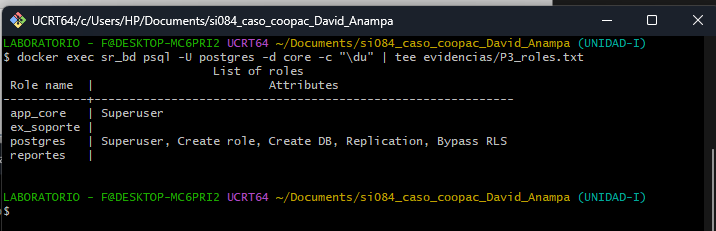 UCRT64:/c/Users/HP/Documents/si084_caso_coopac_David_Anampa
LABORATORIO - F@DESKTOP-MC6PRI2 UCRT64 ~/Documents/si084_caso_coopac_David_Anampa (UNIDAD-I)
$ docker exec sr_bd psql -U postgres -d core -c "\du" | tee evidencias/P3_roles.txt
                             List of roles
 Role name  |                         Attributes
------------+------------------------------------------------------------
 app_core   | Superuser
 ex_soporte |
 postgres   | Superuser, Create role, Create DB, Replication, Bypass RLS
 reportes   |
LABORATORIO - F@DESKTOP-MC6PRI2 UCRT64 ~/Documents/si084_caso_coopac_David_Anampa (UNIDAD-I)
$